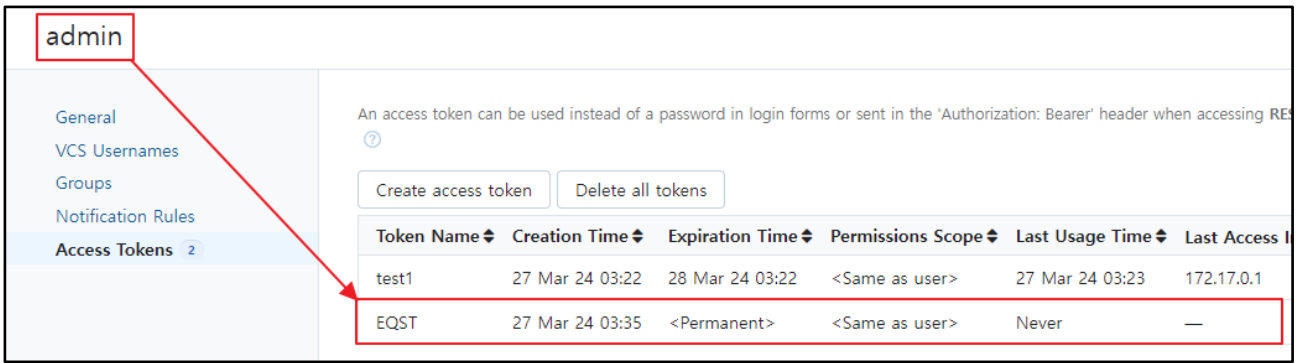 admin
General
VCS Usernames
Groups
Notification Rules
Access Tokens 2
An access token can be used instead of a password in login forms or sent in the 'Authorization: Bearer' header when accessing
?
Create access token Delete all tokens
Token Name Creation Time Expiration Time Permissions Scope Last Usage Time Last Access
test1 27 Mar 24 03:22 28 Mar 24 03:22 <Same as user> 27 Mar 24 03:23 172.17.0.1
EQST 27 Mar 24 03:35 <Permanent> <Same as user> Never —